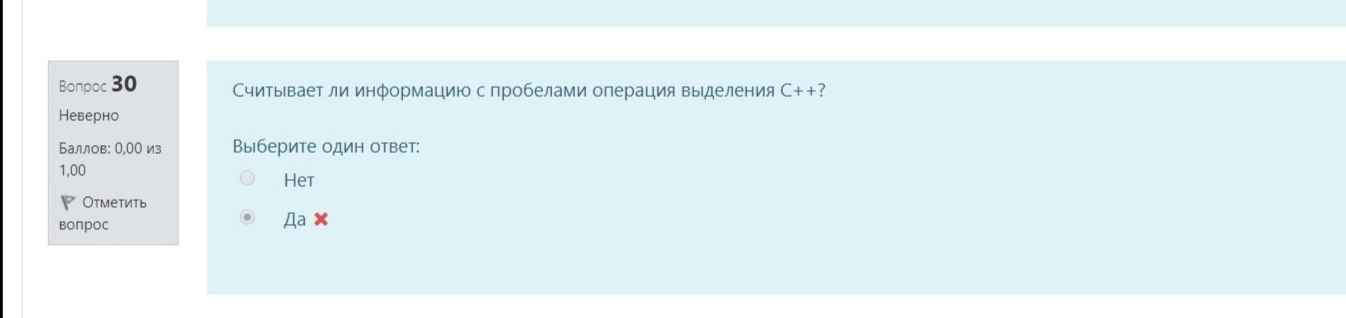 Вопрос 30
Неверно
Баллов: 0,00 из
1,00
Отметить
вопрос
Считывает ли информацию с пробелами операция выделения С++?
Выберите один ответ:
Нет
Да